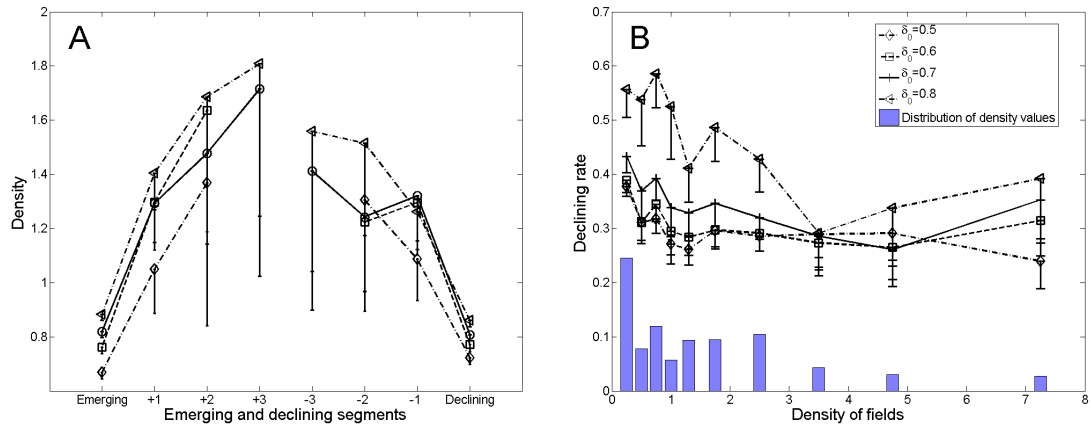 A
2
1.8
1.6
1.4
1.2
1
0.8
Density
Emerging +1 +2 +3 -3 -2 -1 Declining
Emerging and declining segments
B
0.7
0.6
0.5
0.4
0.3
0.2
0.1
0
Declining rate
δ0=0.5
δ0=0.6
δ0=0.7
δ0=0.8
Distribution of density values
0 1 2 3 4 5 6 7 8
Density of fields